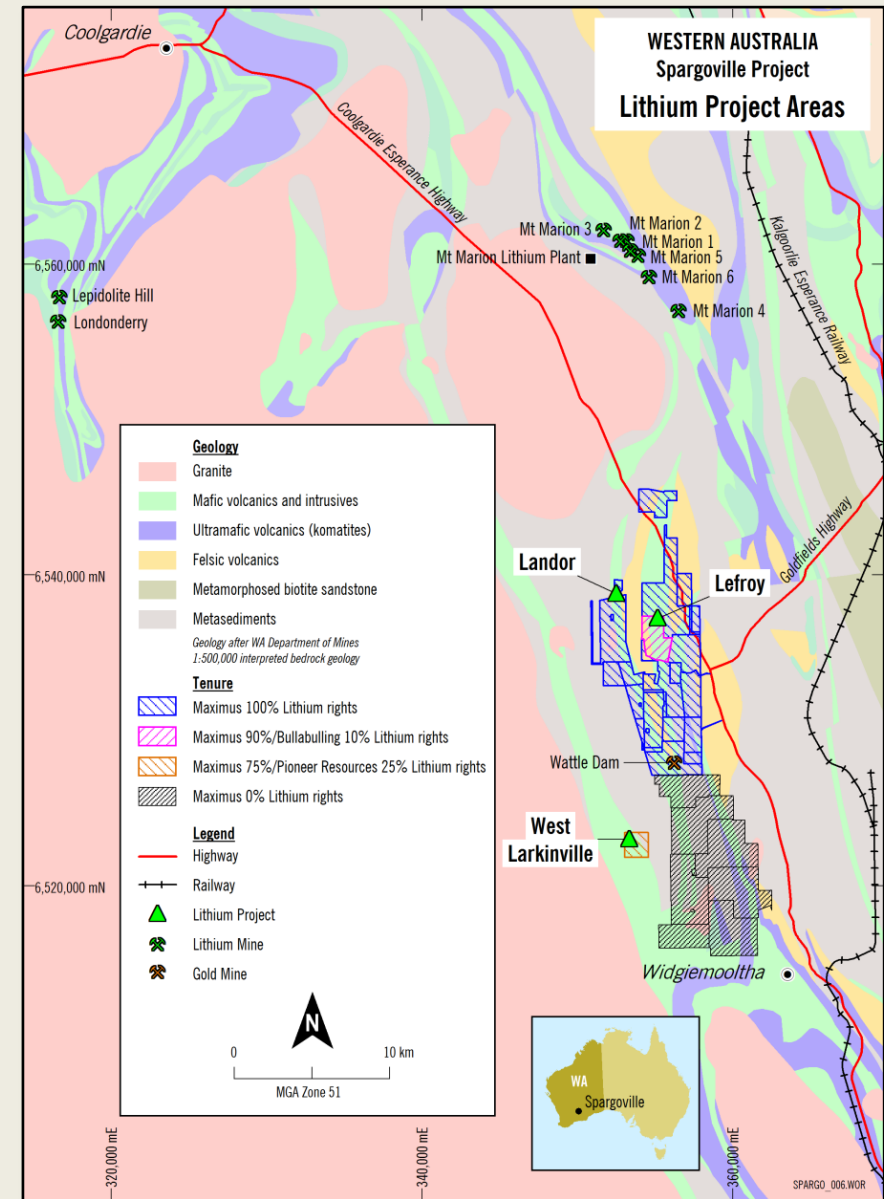 WESTERN AUSTRALIA
Spargoville Project
Lithium Project Areas
Coolgardie
Coolgardie Esperance Highway
Kalgoorlie Esperance Railway
Mt Marion 3
Mt Marion 2
Mt Marion 1
Mt Marion Lithium Plant
Mt Marion 5
Mt Marion 6
Mt Marion 4
6,560,000 mN
Lepidolite Hill
Londonderry
Goldfields Highway
6,540,000 mN
Landor
Lefroy
Wattle Dam
West
Larkinville
6,520,000 mN
Widgiemooltha
Geology
Granite
Mafic volcanics and intrusives
Ultramafic volcanics (komatites)
Felsic volcanics
Metamorphosed biotite sandstone
Metasediments
Geology after WA Department of Mines
1:500,000 interpreted bedrock geology
Tenure
Maximus 100% Lithium rights
Maximus 90%/Bullabulling 10% Lithium rights
Maximus 75%/Pioneer Resources 25% Lithium rights
Maximus 0% Lithium rights
Legend
Highway
Railway
Lithium Project
Lithium Mine
Gold Mine
N
0 10 km
MGA Zone 51
WA
Spargoville
320,000 mE
340,000 mE
360,000 mE
SPARGO_006.WOR